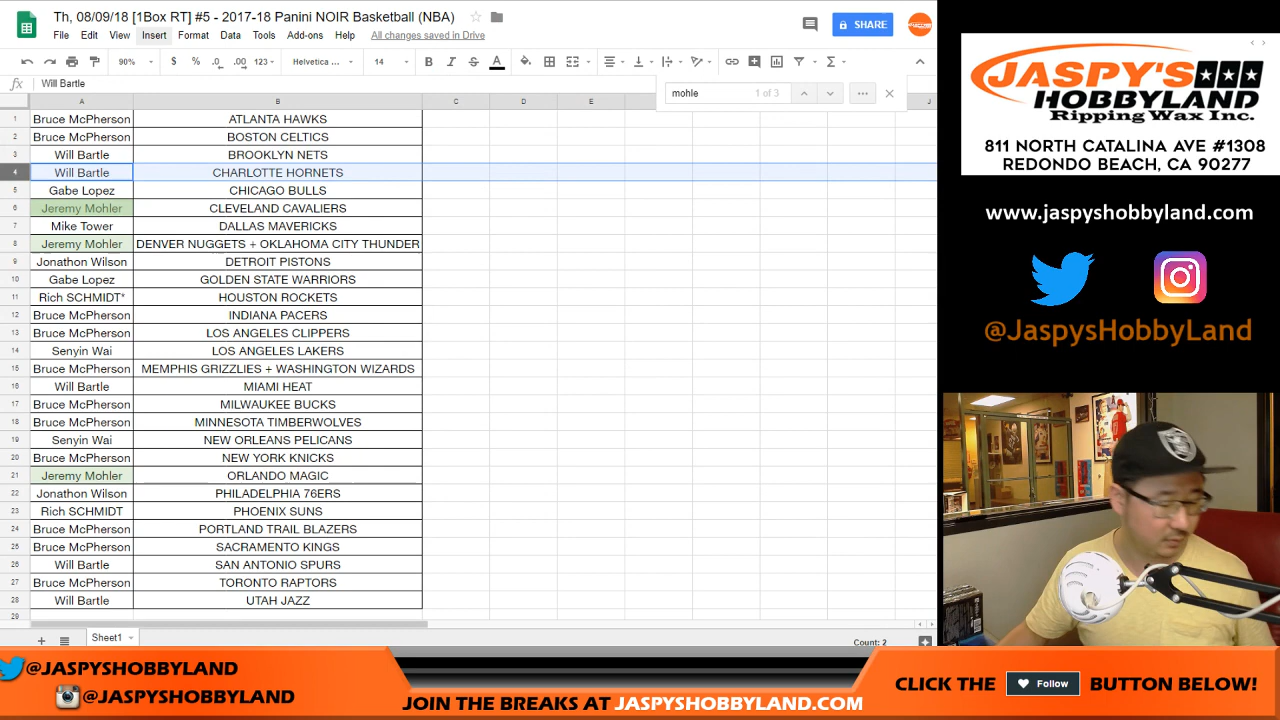 Th, 08/09/18 [1Box RT] #5 - 2017-18 Panini NOIR Basketball (NBA)
SHARE
File Edit View Insert Format Data Tools Add-ons Help All changes saved in Drive
90% $ % .0 .00 123 Helvetica ... 14 B I S A
fx Will Bartle
mohle 1 of 3
A B C D E J
1 Bruce McPherson ATLANTA HAWKS
2 Bruce McPherson BOSTON CELTICS
3 Will Bartle BROOKLYN NETS
4 Will Bartle CHARLOTTE HORNETS
5 Gabe Lopez CHICAGO BULLS
6 Jeremy Mohler CLEVELAND CAVALIERS
7 Mike Tower DALLAS MAVERICKS
8 Jeremy Mohler DENVER NUGGETS + OKLAHOMA CITY THUNDER
9 Jonathon Wilson DETROIT PISTONS
10 Gabe Lopez GOLDEN STATE WARRIORS
11 Rich SCHMIDT* HOUSTON ROCKETS
12 Bruce McPherson INDIANA PACERS
13 Bruce McPherson LOS ANGELES CLIPPERS
14 Senyin Wai LOS ANGELES LAKERS
15 Bruce McPherson MEMPHIS GRIZZLIES + WASHINGTON WIZARDS
16 Will Bartle MIAMI HEAT
17 Bruce McPherson MILWAUKEE BUCKS
18 Bruce McPherson MINNESOTA TIMBERWOLVES
19 Senyin Wai NEW ORLEANS PELICANS
20 Bruce McPherson NEW YORK KNICKS
21 Jeremy Mohler ORLANDO MAGIC
22 Jonathon Wilson PHILADELPHIA 76ERS
23 Rich SCHMIDT PHOENIX SUNS
24 Bruce McPherson PORTLAND TRAIL BLAZERS
25 Bruce McPherson SACRAMENTO KINGS
26 Will Bartle SAN ANTONIO SPURS
27 Bruce McPherson TORONTO RAPTORS
28 Will Bartle UTAH JAZZ
29
Sheet1
Count: 2
JASPY'S
HOBBYLAND
Ripping Wax Inc.
811 NORTH CATALINA AVE #1308
REDONDO BEACH, CA 90277
www.jaspyshobbyland.com
@JaspysHobbyLand
@JASPYSHOBBYLAND
@JASPYSHOBBYLAND
JOIN THE BREAKS AT JASPYSHOBBYLAND.COM
CLICK THE Follow BUTTON BELOW!